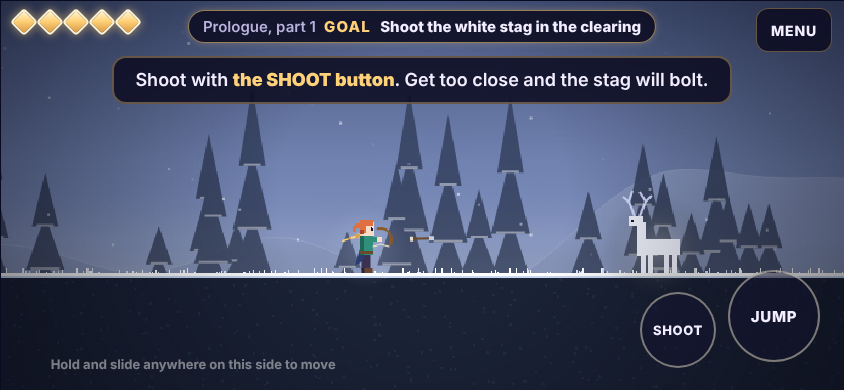 Prologue, part 1 GOAL Shoot the white stag in the clearing
MENU
Shoot with the SHOOT button. Get too close and the stag will bolt.
SHOOT
JUMP
Hold and slide anywhere on this side to move